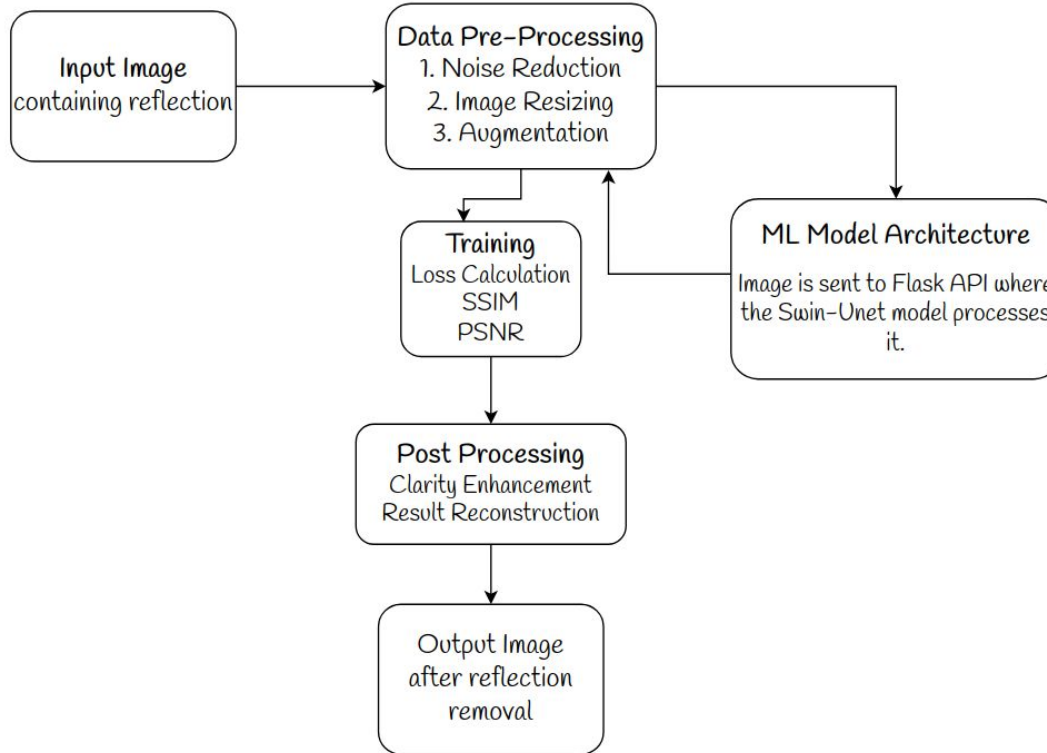 Input Image
containing reflection
Data Pre-Processing
1. Noise Reduction
2. Image Resizing
3. Augmentation
ML Model Architecture
Image is sent to Flask API where
the Swin-Unet model processes
it.
Training
Loss Calculation
SSIM
PSNR
Post Processing
Clarity Enhancement
Result Reconstruction
Output Image
after reflection
removal